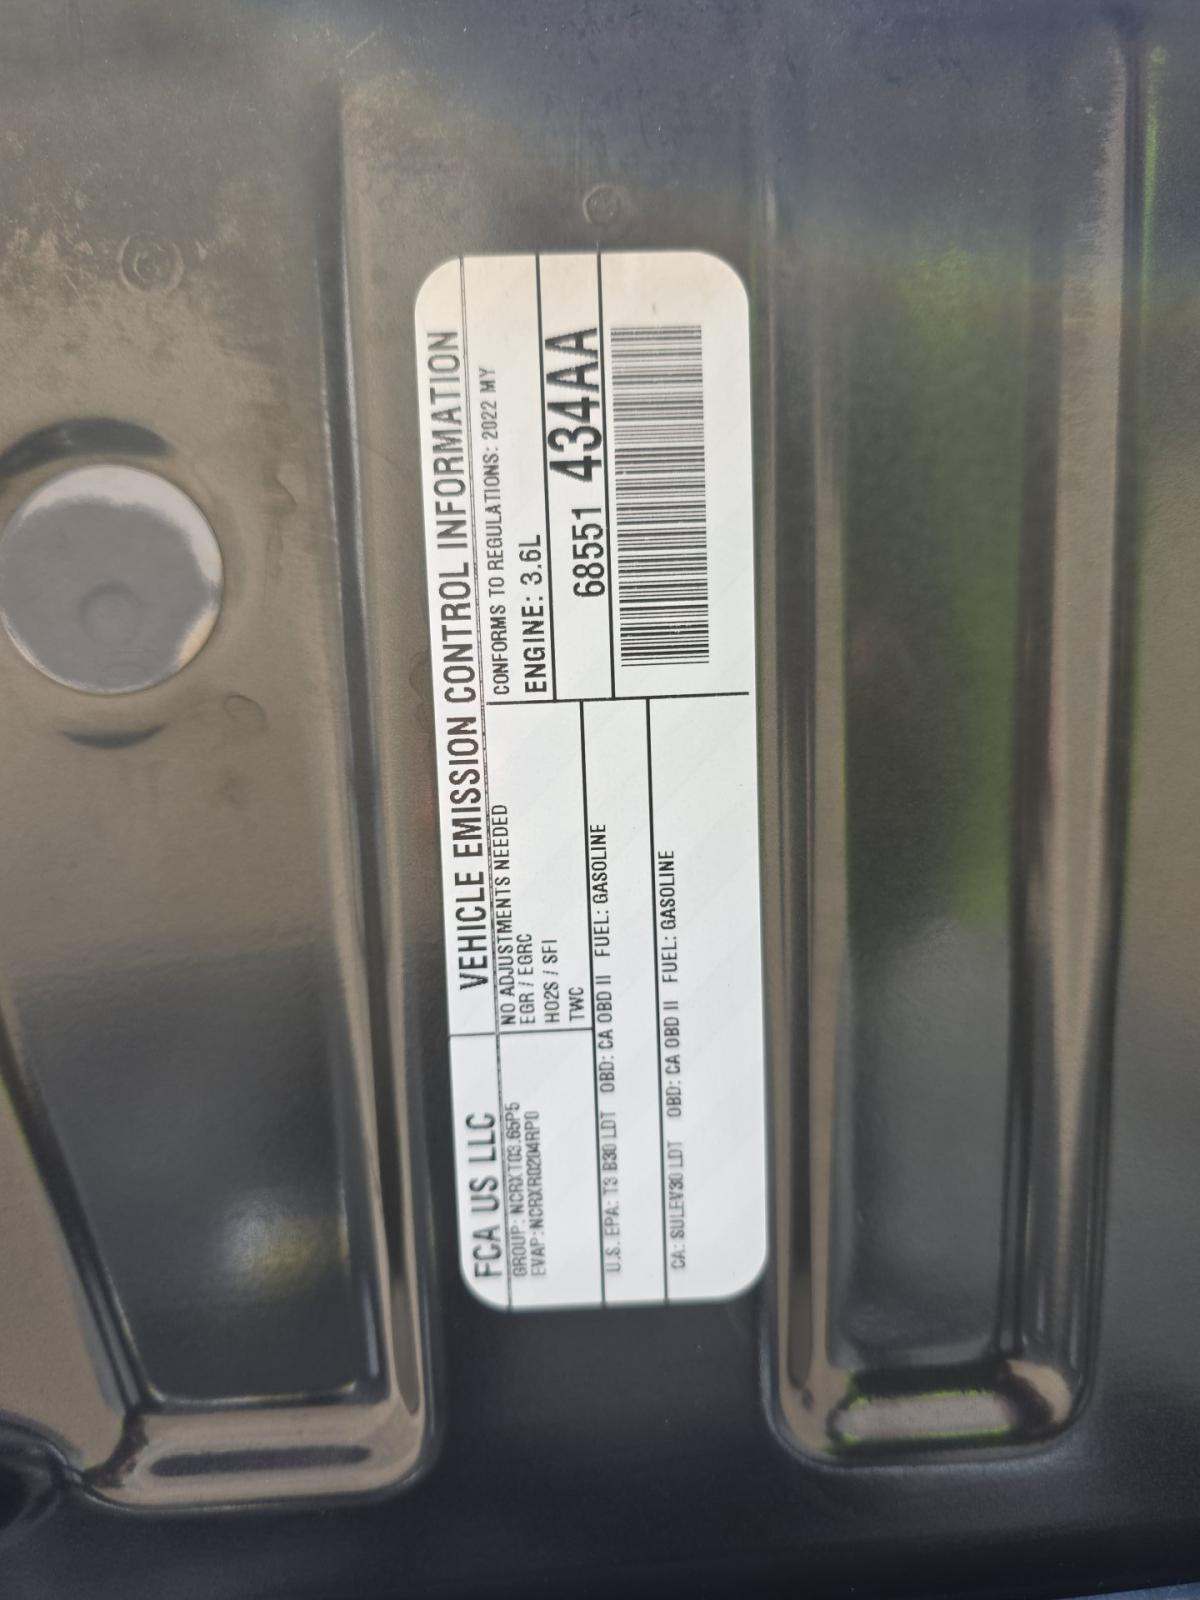 FCA US LLC
VEHICLE EMISSION CONTROL INFORMATION
GROUP: NCRXT03.65P5
EVAP: NCRXR0204RP0
NO ADJUSTMENTS NEEDED
EGR / EGRC
HO2S / SFI
TWC
CONFORMS TO REGULATIONS: 2022 MY
ENGINE: 3.6L
68551 434AA
U.S. EPA: T3 B30 LDT OBD: CA OBD II FUEL: GASOLINE
CA: SULEV30 LDT OBD: CA OBD II FUEL: GASOLINE